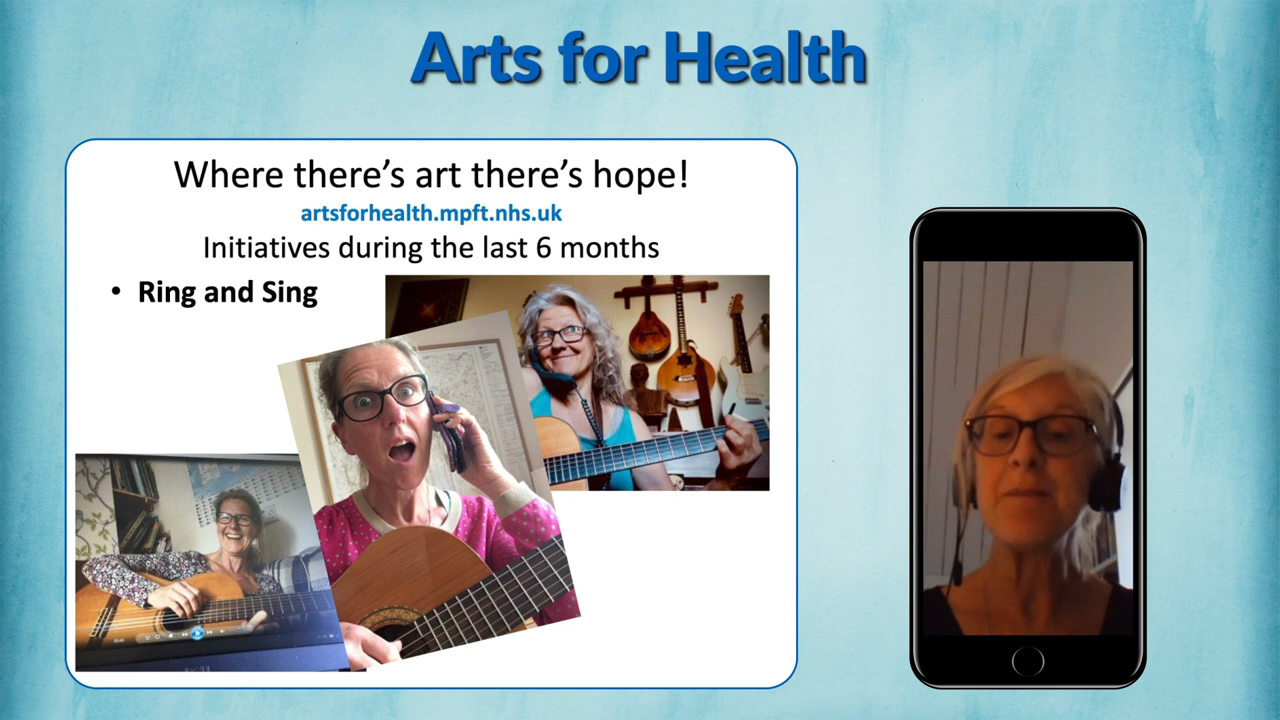 Arts for Health
Where there's art there's hope!
artsforhealth.mpft.nhs.uk
Initiatives during the last 6 months
• Ring and Sing